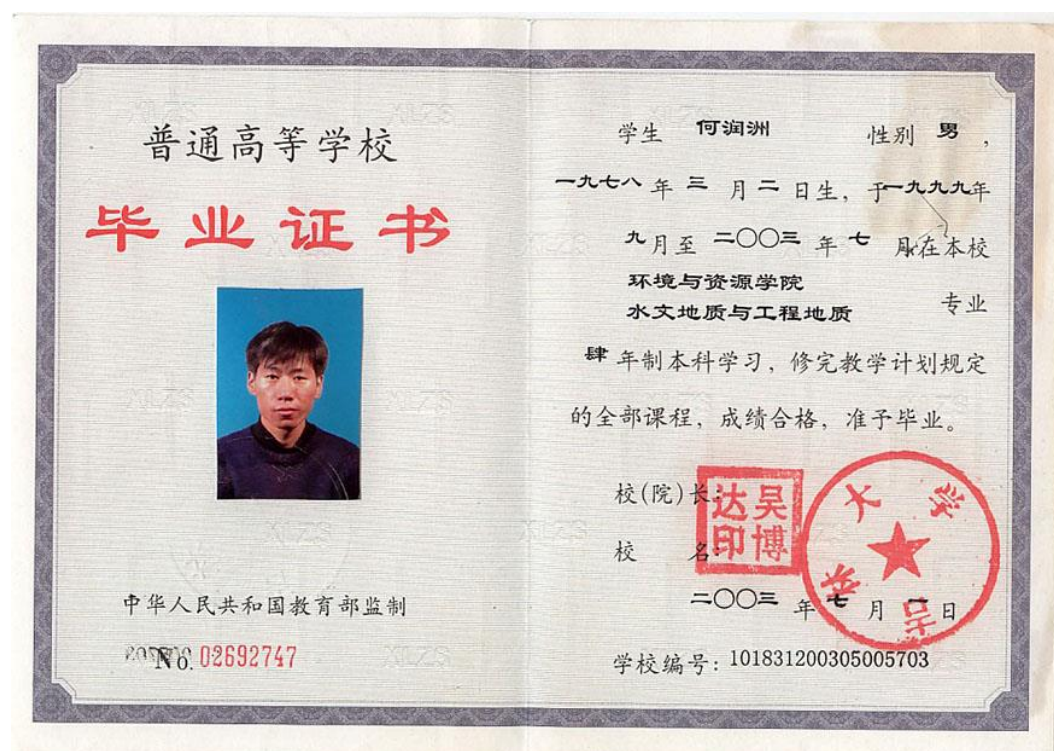 普通高等学校
毕业证书
中华人民共和国教育部监制
No. 02692747
学生 何润洲 性别 男,
一九七八年三月二日生, 于一九九九年
九月至二〇〇三年七月在本校
环境与资源学院
水文地质与工程地质 专业
肆年制本科学习, 修完教学计划规定
的全部课程, 成绩合格, 准予毕业。
校(院)长:
吴博达印
校 名:
吉林大学
二〇〇三年七月一日
学校编号: 101831200305005703
XLZS